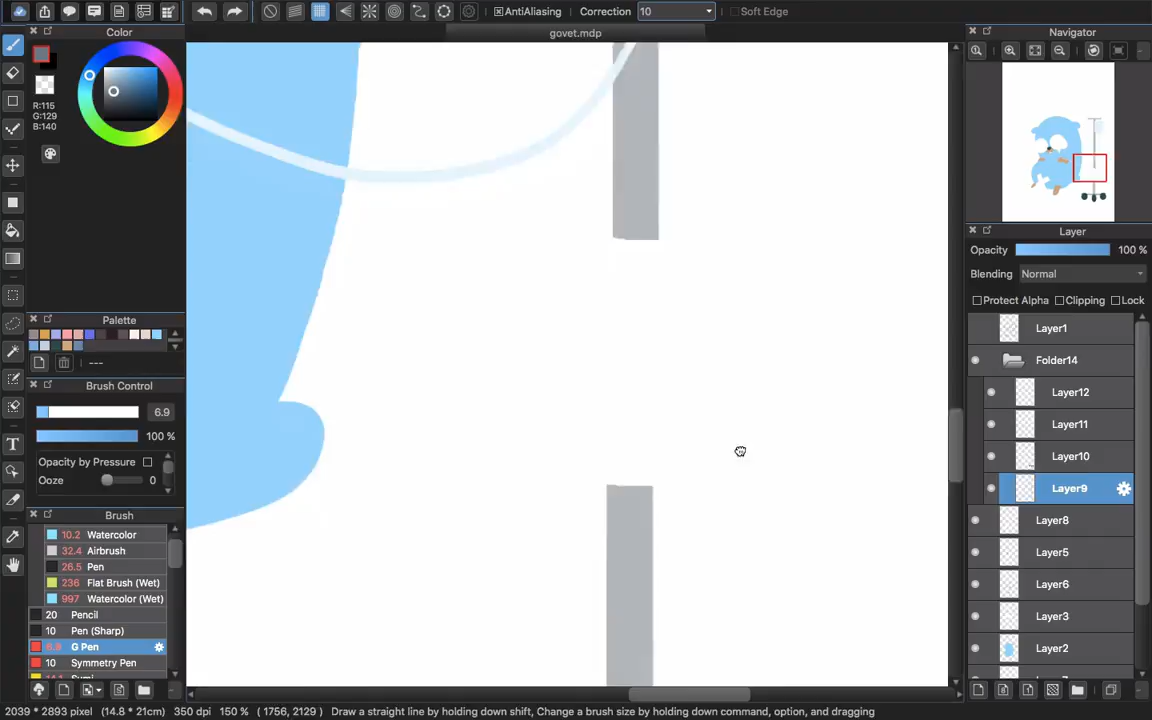 AntiAliasing Correction 10 Soft Edge
govet.mdp
Color
R:115
G:129
B:140
Palette
---
Brush Control
6.9
100 %
Opacity by Pressure
Ooze 0
Brush
10.2 Watercolor
32.4 Airbrush
26.5 Pen
236 Flat Brush (Wet)
997 Watercolor (Wet)
20 Pencil
10 Pen (Sharp)
6.9 G Pen
10 Symmetry Pen
14.1 Sumi
Navigator
Layer
Opacity 100 %
Blending Normal
Protect Alpha Clipping Lock
Layer1
Folder14
Layer12
Layer11
Layer10
Layer9
Layer8
Layer5
Layer6
Layer3
Layer2
2039 * 2893 pixel (14.8 * 21cm) 350 dpi 150 % ( 1756, 2129 ) Draw a straight line by holding down shift, Change a brush size by holding down command, option, and dragging